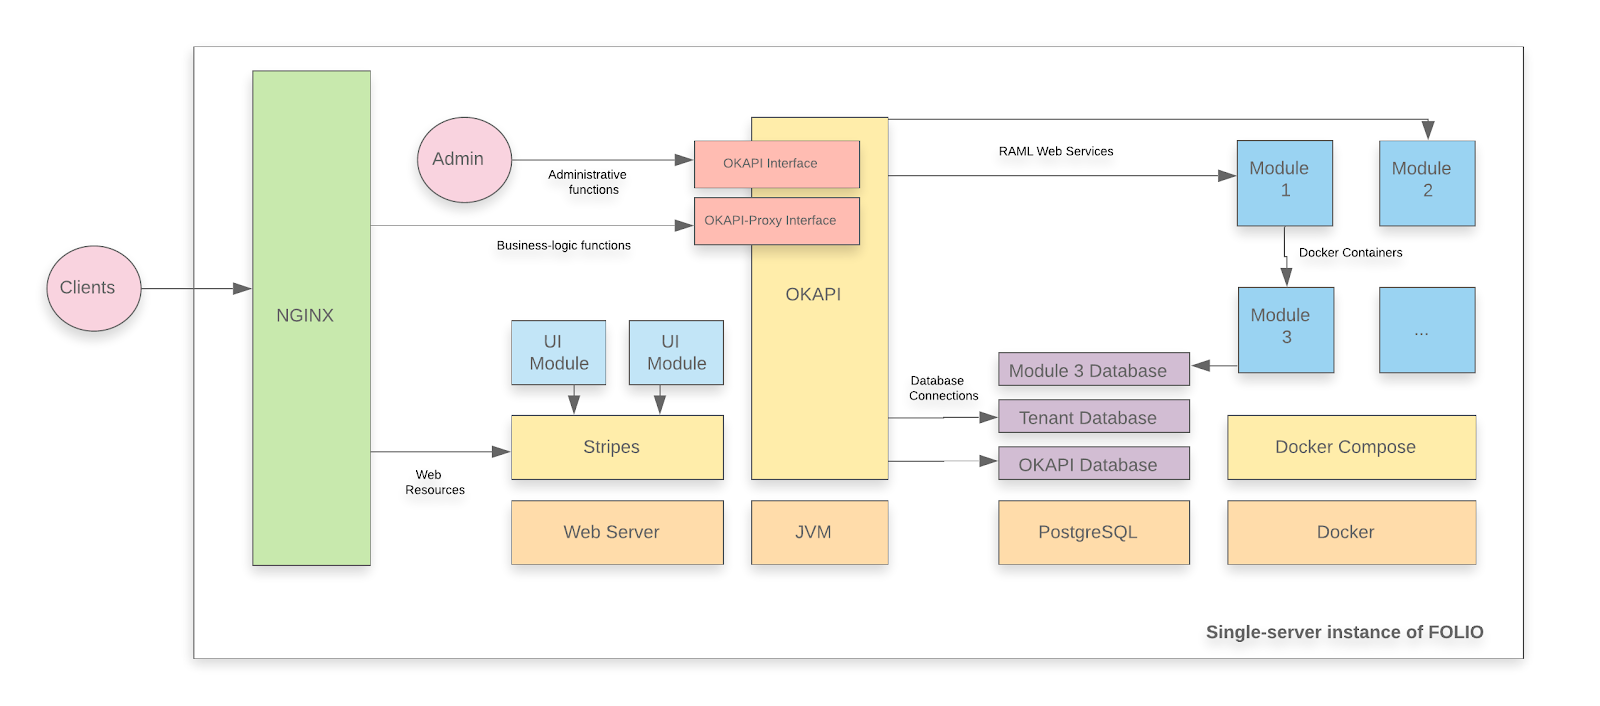 Clients
NGINX
Admin
Administrative
functions
Business-logic functions
OKAPI Interface
OKAPI-Proxy Interface
OKAPI
RAML Web Services
Module
1
Module
2
Docker Containers
Module
3
...
UI
Module
UI
Module
Stripes
Web
Resources
Database
Connections
Module 3 Database
Tenant Database
OKAPI Database
Docker Compose
Web Server
JVM
PostgreSQL
Docker
Single-server instance of FOLIO